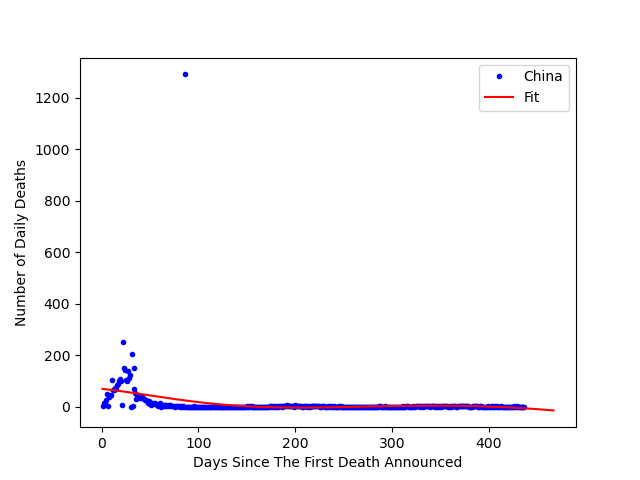 China
Fit
1200
1000
800
600
400
200
0
Number of Daily Deaths
0 100 200 300 400
Days Since The First Death Announced